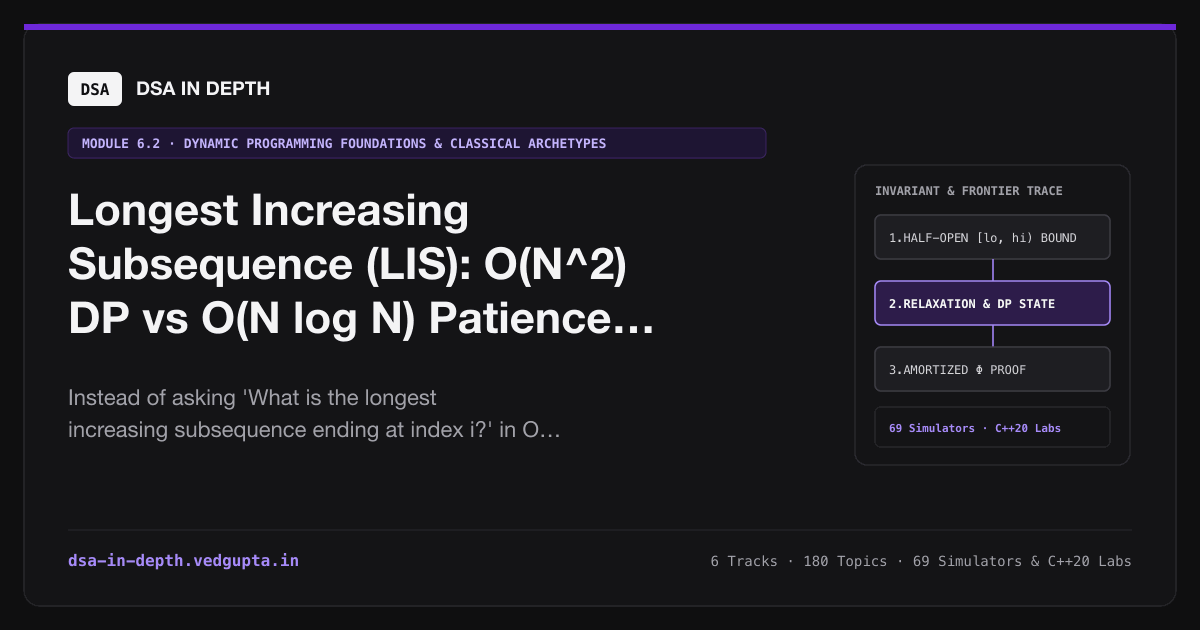 DSA DSA IN DEPTH
MODULE 6.2 · DYNAMIC PROGRAMMING FOUNDATIONS & CLASSICAL ARCHETYPES
Longest Increasing
Subsequence (LIS): O(N^2)
DP vs O(N log N) Patience…
Instead of asking 'What is the longest
increasing subsequence ending at index i?' in O…
INVARIANT & FRONTIER TRACE
1.HALF-OPEN [lo, hi) BOUND
2.RELAXATION & DP STATE
3.AMORTIZED Φ PROOF
69 Simulators · C++20 Labs
dsa-in-depth.vedgupta.in
6 Tracks · 180 Topics · 69 Simulators & C++20 Labs